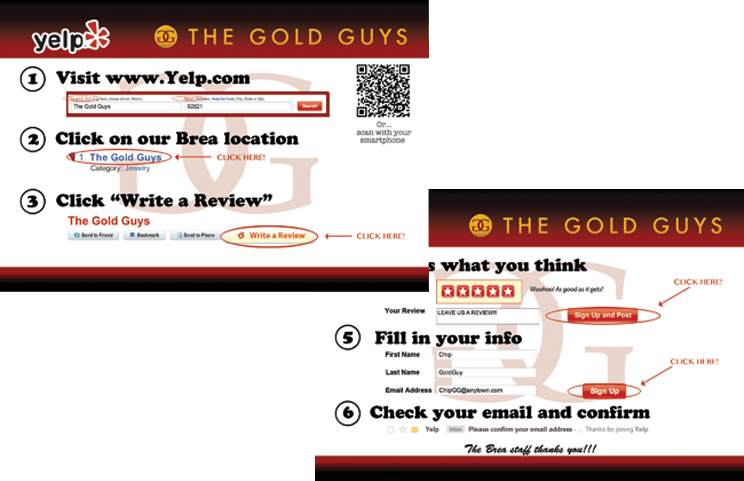 yelp
THE GOLD GUYS
1 Visit www.Yelp.com
The Gold Guys
92821
Search
Or...
scan with your
smartphone
2 Click on our Brea location
1. The Gold Guys
CLICK HERE!
Category: Jewelry
3 Click “Write a Review”
The Gold Guys
Send to Friend
Bookmark
Send to Phone
Write a Review
CLICK HERE!
THE GOLD GUYS
s what you think
CLICK HERE!
Woohoo! As good as it gets!
Your Review
LEAVE US A REVIEW!!!
Sign Up and Post
5 Fill in your info
First Name
Chip
CLICK HERE!
Last Name
GoldGuy
Email Address
ChipGG@anytown.com
Sign Up
6 Check your email and confirm
Yelp
Inbox
Please confirm your email address - ... Thanks for joining Yelp.
The Brea staff thanks you!!!